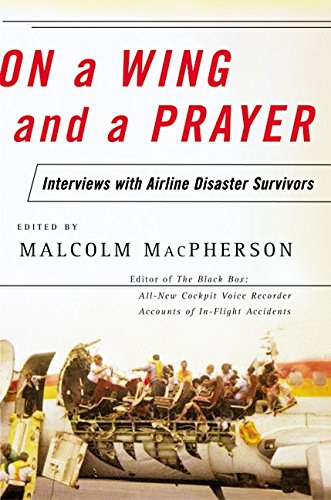 ON a WING
and a PRAYER
Interviews with Airline Disaster Survivors
EDITED BY
MALCOLM MACPHERSON
Editor of The Black Box:
All-New Cockpit Voice Recorder
Accounts of In-Flight Accidents